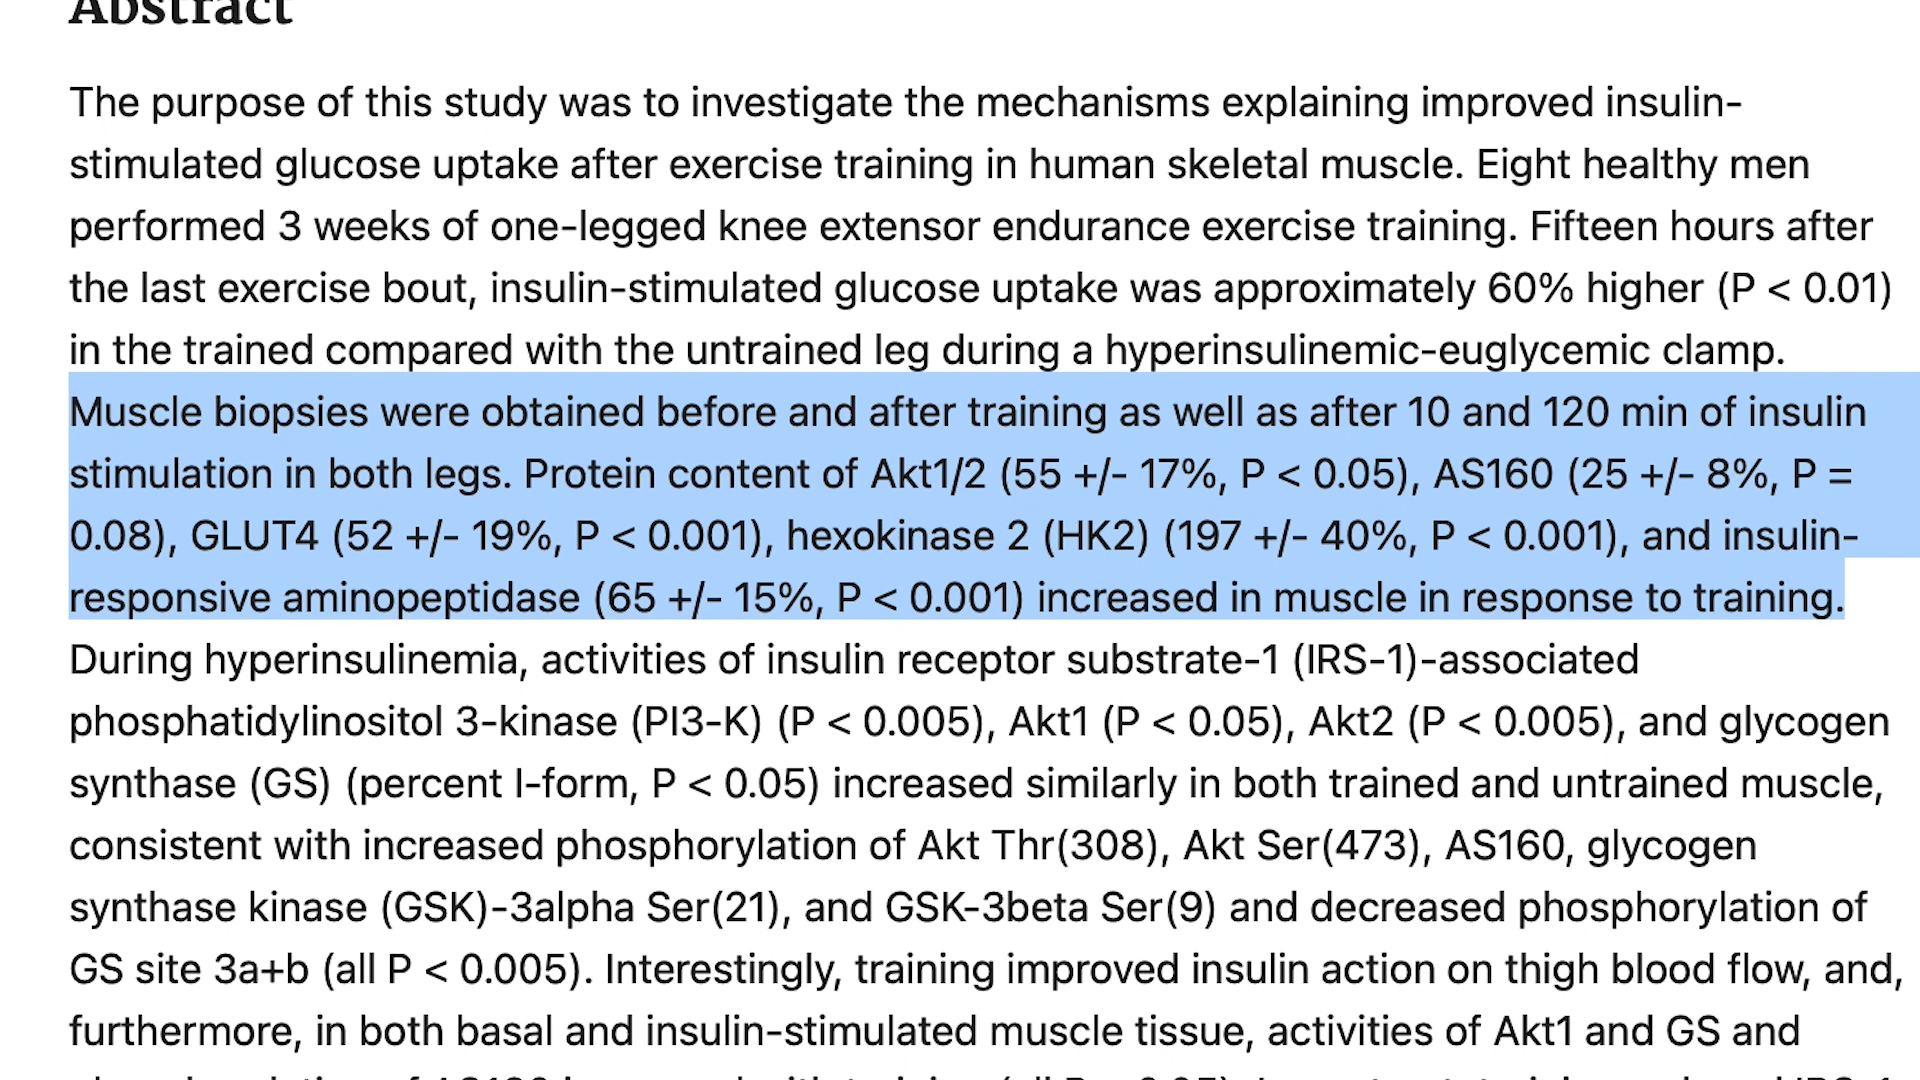 Abstract
The purpose of this study was to investigate the mechanisms explaining improved insulin-
stimulated glucose uptake after exercise training in human skeletal muscle. Eight healthy men
performed 3 weeks of one-legged knee extensor endurance exercise training. Fifteen hours after
the last exercise bout, insulin-stimulated glucose uptake was approximately 60% higher (P < 0.01)
in the trained compared with the untrained leg during a hyperinsulinemic-euglycemic clamp.
Muscle biopsies were obtained before and after training as well as after 10 and 120 min of insulin
stimulation in both legs. Protein content of Akt1/2 (55 +/- 17%, P < 0.05), AS160 (25 +/- 8%, P =
0.08), GLUT4 (52 +/- 19%, P < 0.001), hexokinase 2 (HK2) (197 +/- 40%, P < 0.001), and insulin-
responsive aminopeptidase (65 +/- 15%, P < 0.001) increased in muscle in response to training.
During hyperinsulinemia, activities of insulin receptor substrate-1 (IRS-1)-associated
phosphatidylinositol 3-kinase (PI3-K) (P < 0.005), Akt1 (P < 0.05), Akt2 (P < 0.005), and glycogen
synthase (GS) (percent I-form, P < 0.05) increased similarly in both trained and untrained muscle,
consistent with increased phosphorylation of Akt Thr(308), Akt Ser(473), AS160, glycogen
synthase kinase (GSK)-3alpha Ser(21), and GSK-3beta Ser(9) and decreased phosphorylation of
GS site 3a+b (all P < 0.005). Interestingly, training improved insulin action on thigh blood flow, and,
furthermore, in both basal and insulin-stimulated muscle tissue, activities of Akt1 and GS and